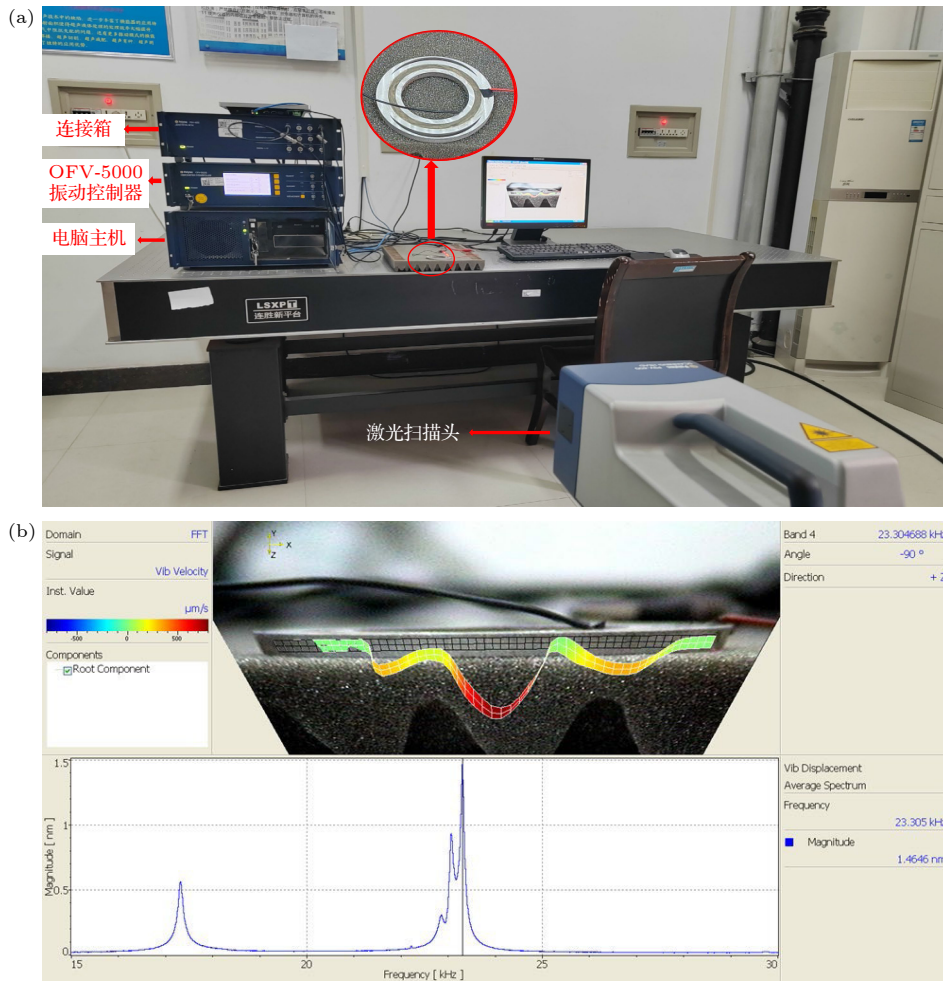 (a)
连接箱
OFV-5000
振动控制器
电脑主机
LSXPT
连胜新平台
激光扫描头
(b)
Domain
FFT
Signal
Vib Velocity
Inst. Value
µm/s
-500
0
500
Components
Root Component
Y
X
Z
Band 4
23.304688 kHz
Angle
-90 °
Direction
+ Z
1.5
1
0.5
0
Magnitude [ nm ]
15
20
25
30
Frequency [ kHz ]
Vib Displacement
Average Spectrum
Frequency
23.305 kHz
Magnitude
1.4646 nm